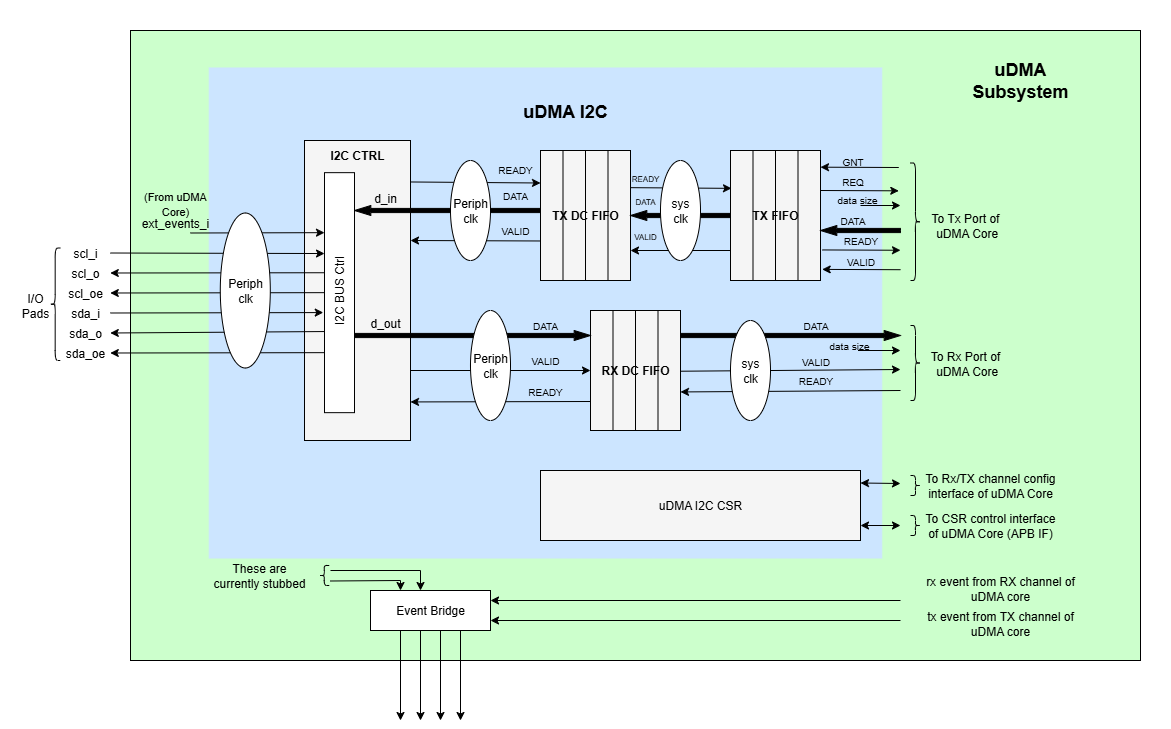 uDMA
Subsystem
uDMA I2C
I2C CTRL
I2C BUS Ctrl
d_in
d_out
(From uDMA
Core)
ext_events_i
scl_i
scl_o
scl_oe
sda_i
sda_o
sda_oe
I/O
Pads
Periph
clk
Periph
clk
READY
DATA
VALID
TX DC FIFO
READY
DATA
VALID
sys
clk
TX FIFO
GNT
REQ
data size
DATA
READY
VALID
To Tx Port of
uDMA Core
Periph
clk
DATA
VALID
READY
RX DC FIFO
sys
clk
DATA
data size
VALID
READY
To Rx Port of
uDMA Core
uDMA I2C CSR
To Rx/TX channel config
interface of uDMA Core
To CSR control interface
of uDMA Core (APB IF)
These are
currently stubbed
Event Bridge
rx event from RX channel of
uDMA core
tx event from TX channel of
uDMA core